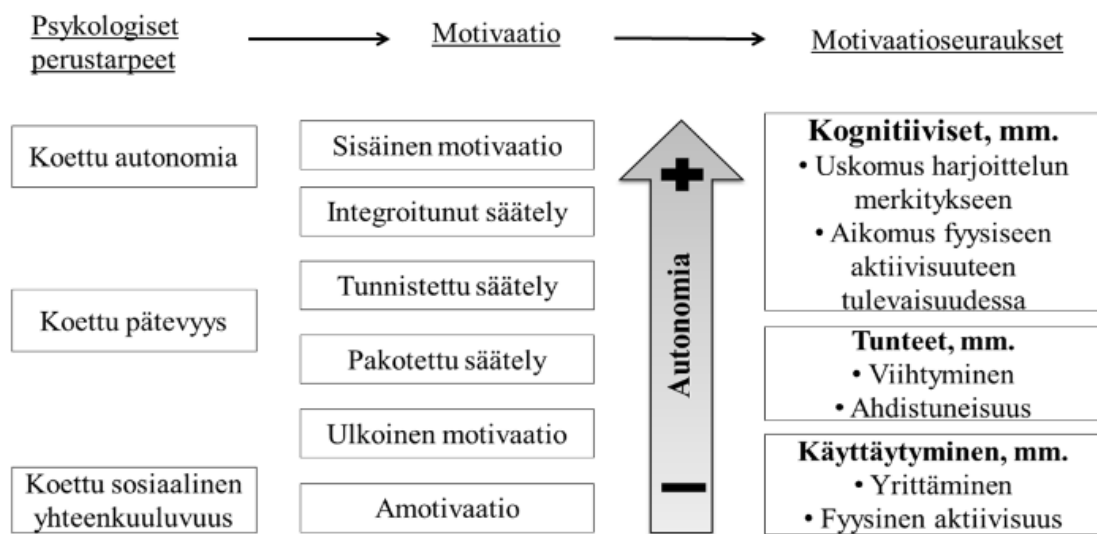 Psykologiset
perustarpeet
Motivaatio
Motivaatioseuraukset
Koettu autonomia
Koettu pätevyys
Koettu sosiaalinen
yhteenkuuluvuus
Sisäinen motivaatio
Integroitunut säätely
Tunnistettu säätely
Pakotettu säätely
Ulkoinen motivaatio
Amotivaatio
+
Autonomia
–
Kognitiiviset, mm.
• Uskomus harjoittelun
merkitykseen
• Aikomus fyysiseen
aktiivisuuteen
tulevaisuudessa
Tunteet, mm.
• Viihtyminen
• Ahdistuneisuus
Käyttäytyminen, mm.
• Yrittäminen
• Fyysinen aktiivisuus